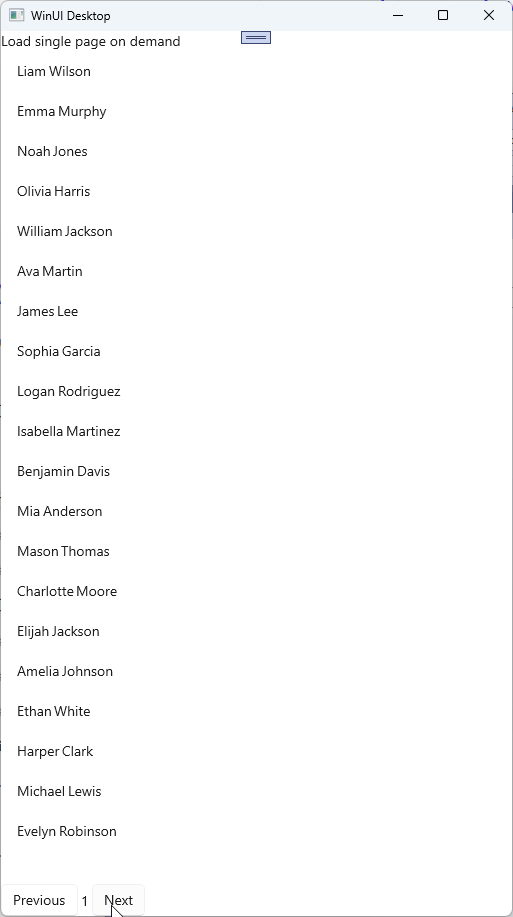 WinUI Desktop
Load single page on demand
Liam Wilson
Emma Murphy
Noah Jones
Olivia Harris
William Jackson
Ava Martin
James Lee
Sophia Garcia
Logan Rodriguez
Isabella Martinez
Benjamin Davis
Mia Anderson
Mason Thomas
Charlotte Moore
Elijah Jackson
Amelia Johnson
Ethan White
Harper Clark
Michael Lewis
Evelyn Robinson
Previous 1 Next